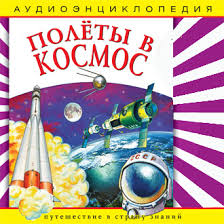 АУДИОЭНЦИКЛОПЕДИЯ
ПОЛЁТЫ В
КОСМОС
СССР
путешествие в страну знаний